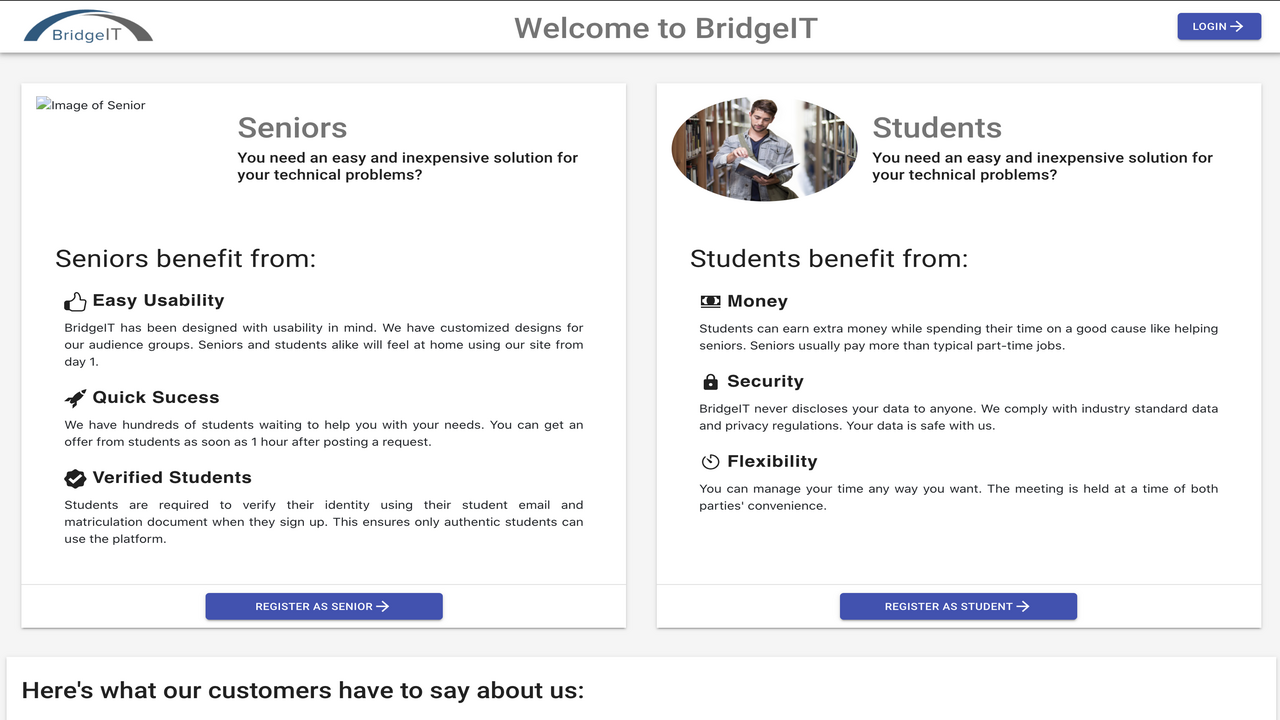 BridgeIT
Welcome to BridgeIT
LOGIN
Image of Senior
Seniors
You need an easy and inexpensive solution for
your technical problems?
Seniors benefit from:
Easy Usability
BridgeIT has been designed with usability in mind. We have customized designs for
our audience groups. Seniors and students alike will feel at home using our site from
day 1.
Quick Sucess
We have hundreds of students waiting to help you with your needs. You can get an
offer from students as soon as 1 hour after posting a request.
Verified Students
Students are required to verify their identity using their student email and
matriculation document when they sign up. This ensures only authentic students can
use the platform.
REGISTER AS SENIOR
Students
You need an easy and inexpensive solution for
your technical problems?
Students benefit from:
Money
Students can earn extra money while spending their time on a good cause like helping
seniors. Seniors usually pay more than typical part-time jobs.
Security
BridgeIT never discloses your data to anyone. We comply with industry standard data
and privacy regulations. Your data is safe with us.
Flexibility
You can manage your time any way you want. The meeting is held at a time of both
parties' convenience.
REGISTER AS STUDENT
Here's what our customers have to say about us: